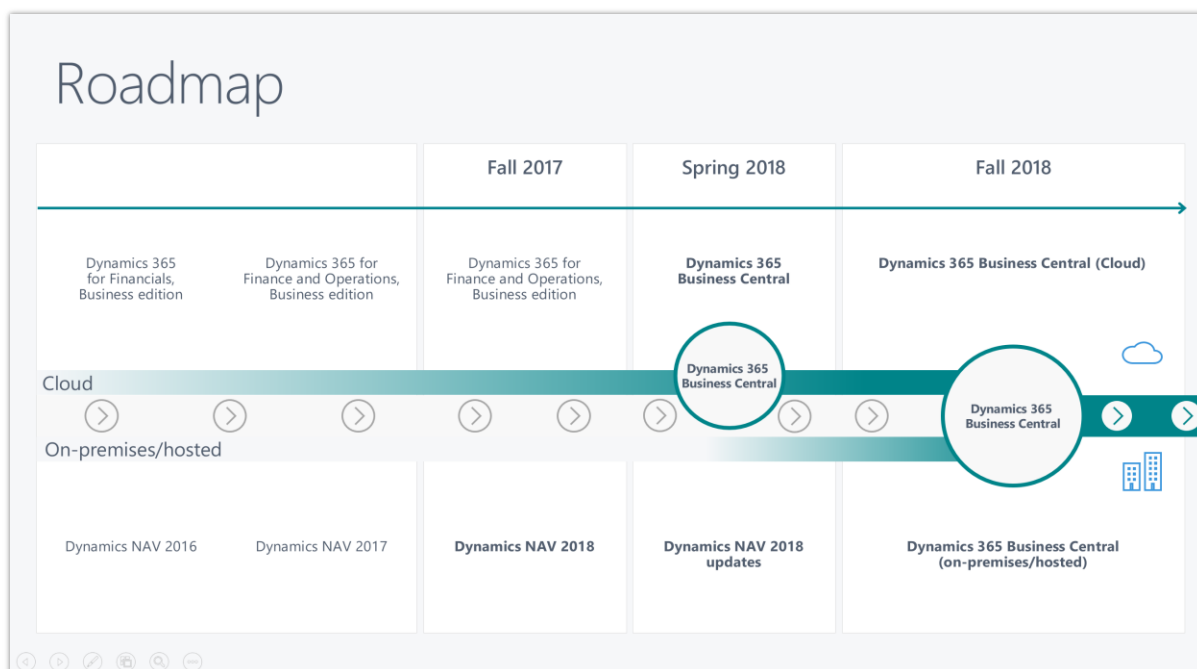 Roadmap
Fall 2017
Spring 2018
Fall 2018
Dynamics 365
for Financials,
Business edition
Dynamics 365 for
Finance and Operations,
Business edition
Dynamics 365 for
Finance and Operations,
Business edition
Dynamics 365
Business Central
Dynamics 365 Business Central (Cloud)
Cloud
Dynamics 365
Business Central
Dynamics 365
Business Central
On-premises/hosted
Dynamics NAV 2016
Dynamics NAV 2017
Dynamics NAV 2018
Dynamics NAV 2018
updates
Dynamics 365 Business Central
(on-premises/hosted)